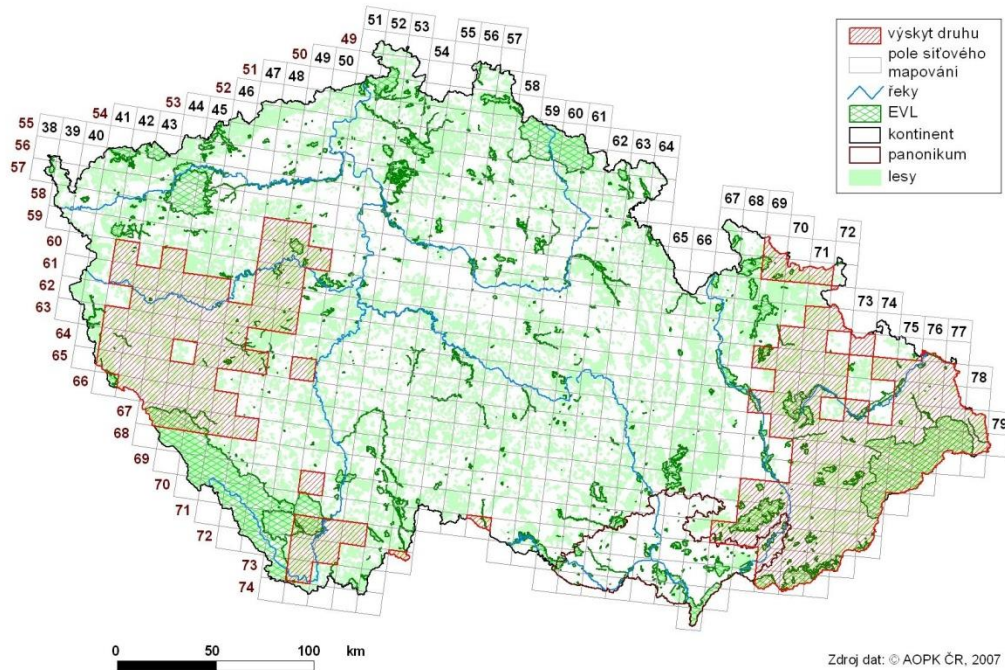 51 52 53
49 54 55 56 57
50 49 50
51 47 48 58
52 46 59 60 61
53 44 45 62 63 64
54 41 42 43
55 38 39 40
56
57
58
59
60
61
62
63
64
65
66
67
68
69
70
71
72
73
74
65 66 67 68 69
70 71 72
73 74 75 76 77
78
79
výskyt druhu
pole síťového
mapování
řeky
EVL
kontinent
panonikum
lesy
0 50 100 km
Zdroj dat: © AOPK ČR, 2007